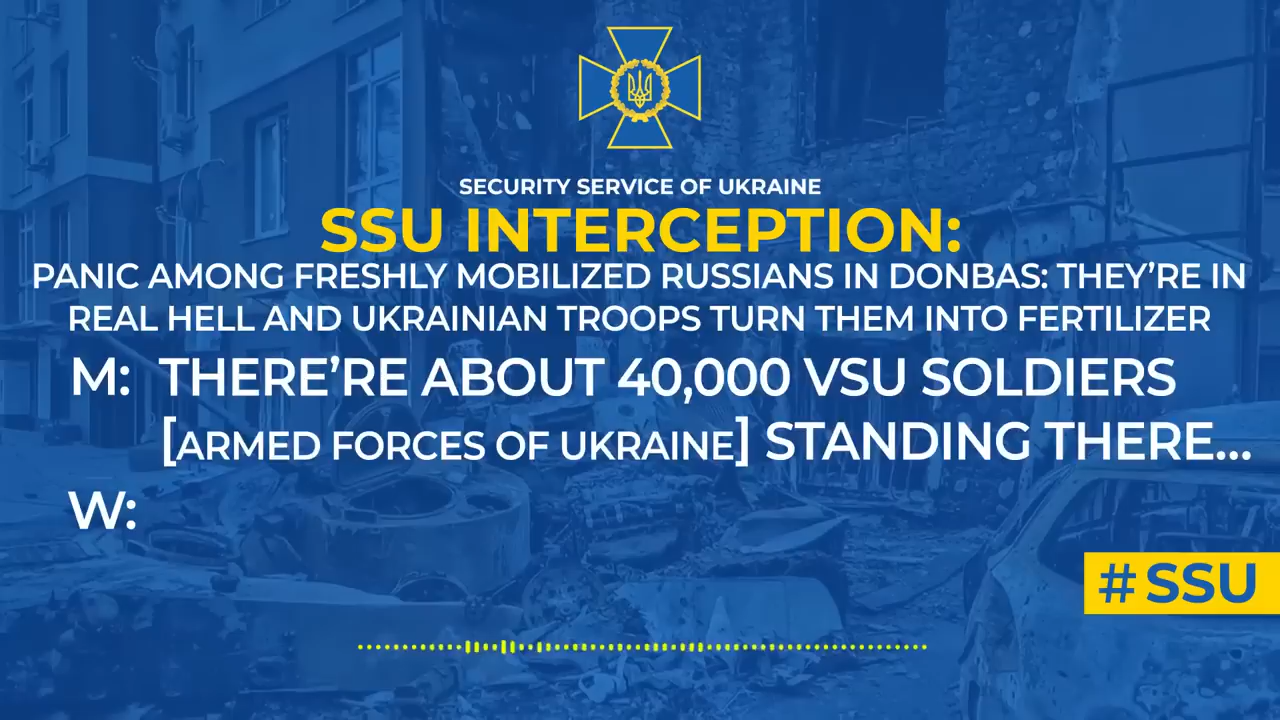 SECURITY SERVICE OF UKRAINE
SSU INTERCEPTION:
PANIC AMONG FRESHLY MOBILIZED RUSSIANS IN DONBAS: THEY’RE IN
REAL HELL AND UKRAINIAN TROOPS TURN THEM INTO FERTILIZER
M: THERE’RE ABOUT 40,000 VSU SOLDIERS
[ARMED FORCES OF UKRAINE] STANDING THERE...
W:
#SSU